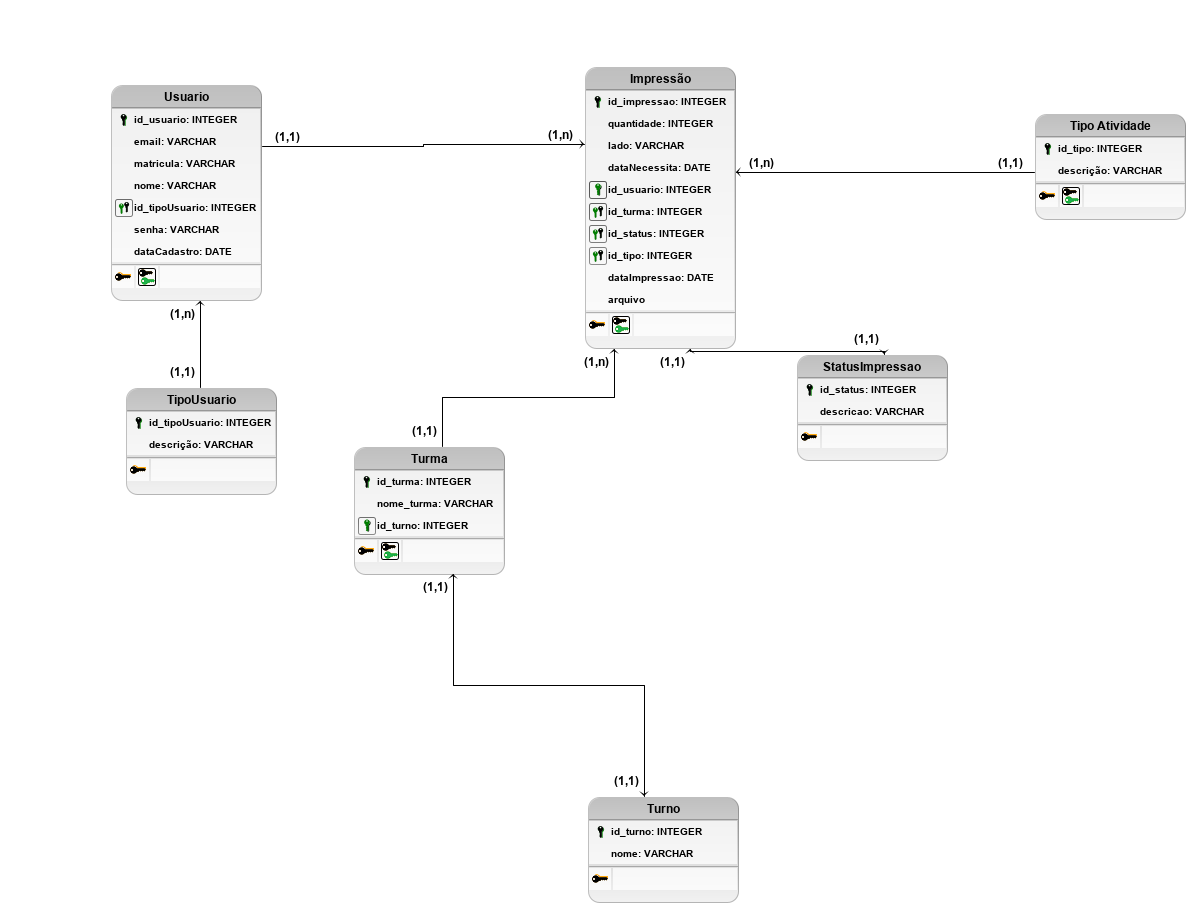 Usuario
id_usuario: INTEGER
email: VARCHAR
matricula: VARCHAR
nome: VARCHAR
id_tipoUsuario: INTEGER
senha: VARCHAR
dataCadastro: DATE
(1,1)
(1,n)
Impressão
id_impressao: INTEGER
quantidade: INTEGER
lado: VARCHAR
dataNecessita: DATE
id_usuario: INTEGER
id_turma: INTEGER
id_status: INTEGER
id_tipo: INTEGER
dataImpressao: DATE
arquivo
(1,n)
(1,1)
Tipo Atividade
id_tipo: INTEGER
descrição: VARCHAR
(1,n)
(1,1)
TipoUsuario
id_tipoUsuario: INTEGER
descrição: VARCHAR
(1,n)
(1,1)
(1,1)
(1,1)
StatusImpressao
id_status: INTEGER
descricao: VARCHAR
Turma
id_turma: INTEGER
nome_turma: VARCHAR
id_turno: INTEGER
(1,1)
(1,1)
Turno
id_turno: INTEGER
nome: VARCHAR